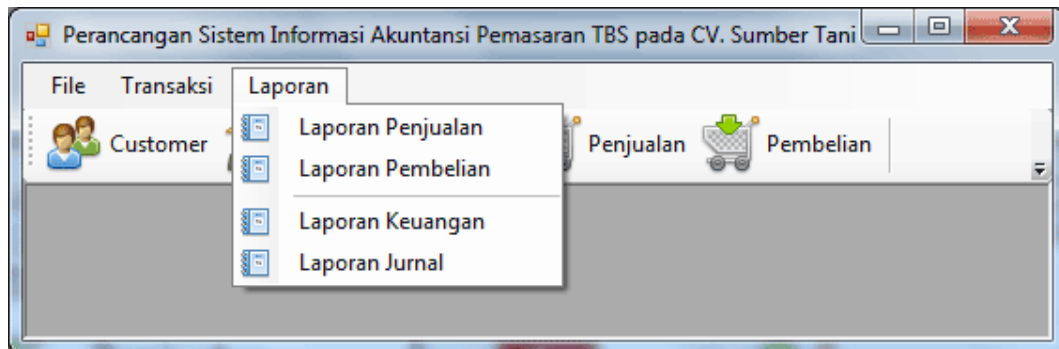 Perancangan Sistem Informasi Akuntansi Pemasaran TBS pada CV. Sumber Tani
File Transaksi Laporan
Customer Penjualan Pembelian
Laporan Penjualan
Laporan Pembelian
Laporan Keuangan
Laporan Jurnal